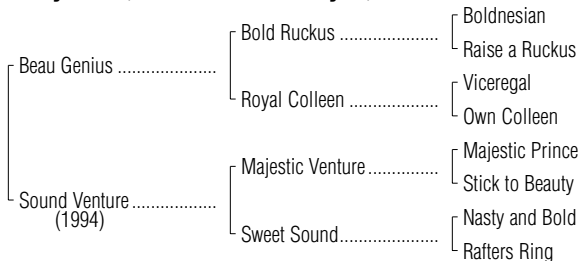 Boldnesian
Bold Ruckus ..................
Raise a Ruckus
Beau Genius .....................
Viceregal
Royal Colleen ..................
Own Colleen
Majestic Prince
Majestic Venture ..............
Stick to Beauty
Sound Venture .................
(1994)
Nasty and Bold
Sweet Sound....................
Rafters Ring